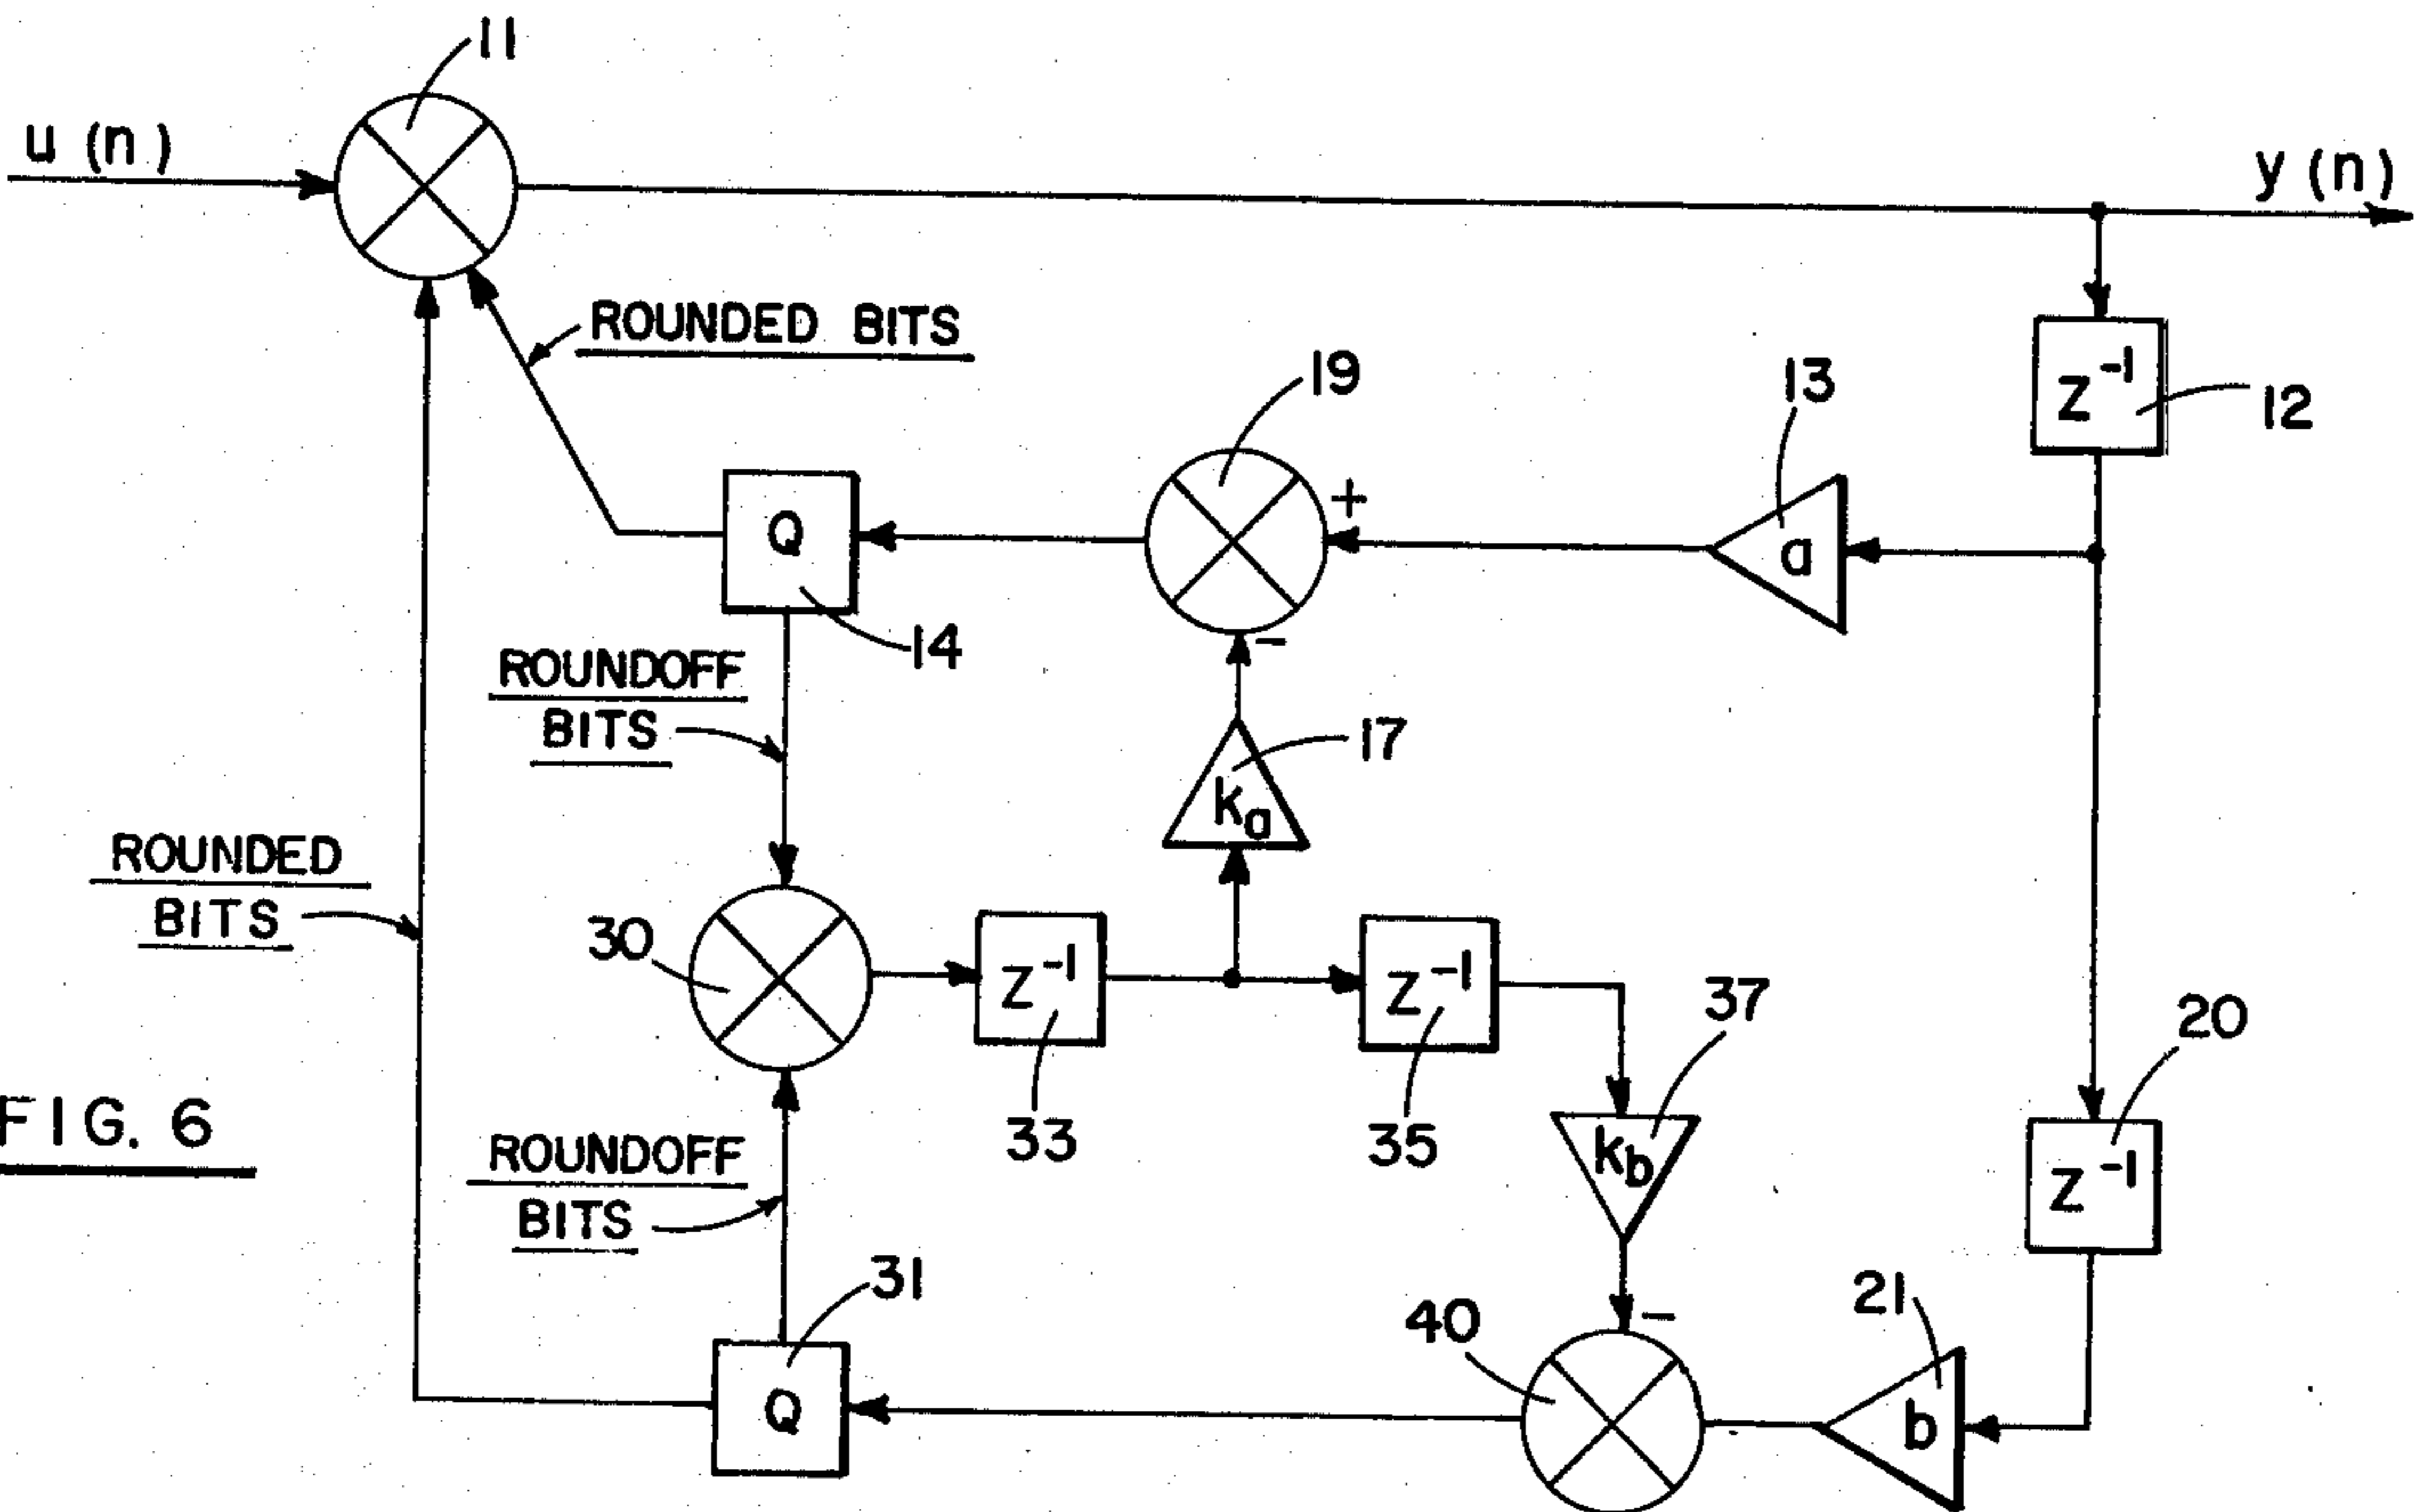 11
u (n)
y (n)
ROUNDED BITS
19
13
z⁻¹
12
+
Q
a
14
-
ROUNDOFF
BITS
17
kₐ
ROUNDED
BITS
30
z⁻¹
z⁻¹
37
20
33
35
FIG. 6
ROUNDOFF
BITS
k_b
z⁻¹
31
40
-
21
Q
b